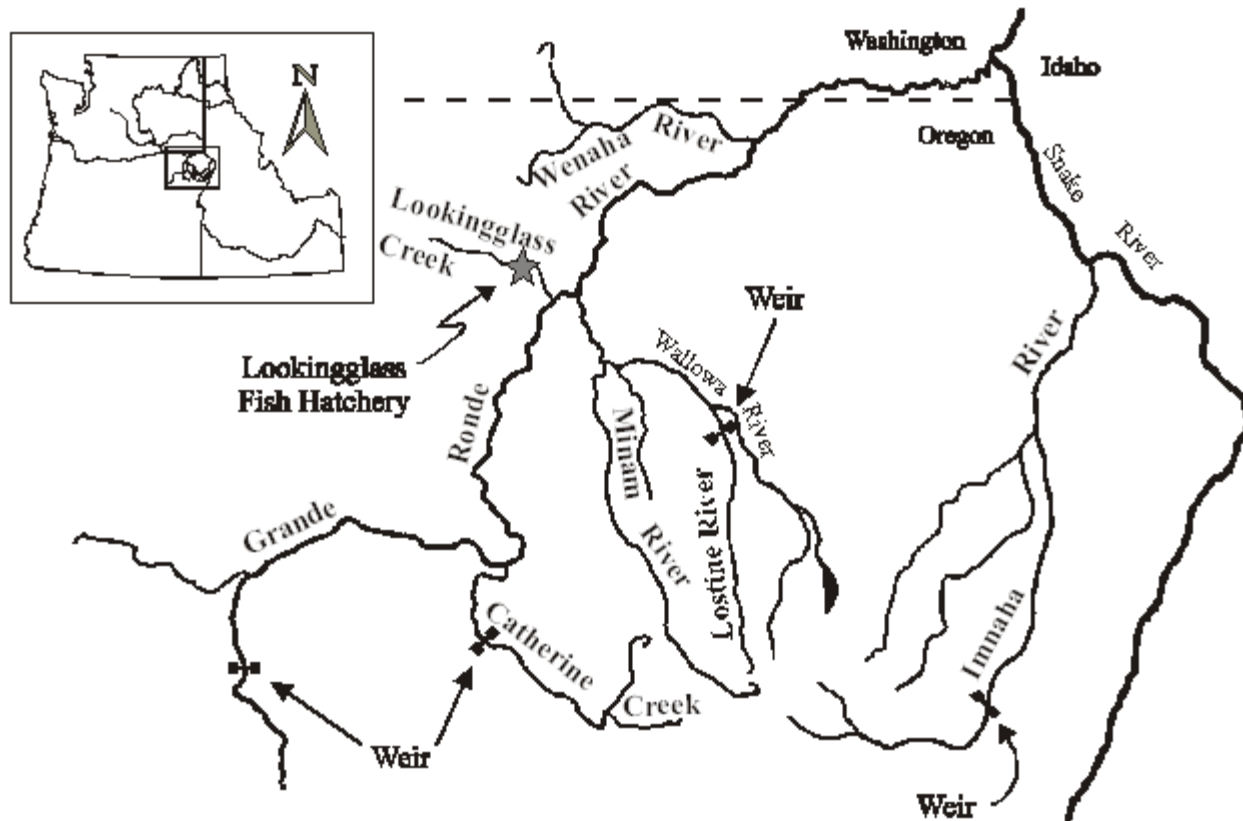 N
Washington
Idaho
Oregon
Wenaha River
River
Snake
River
Lookingglass
Creek
Weir
Lookingglass
Fish Hatchery
Wallowa
River
River
Ronde
Minam
River
Lostine River
Grande
Imnaha
Catherine
Creek
Weir
Weir